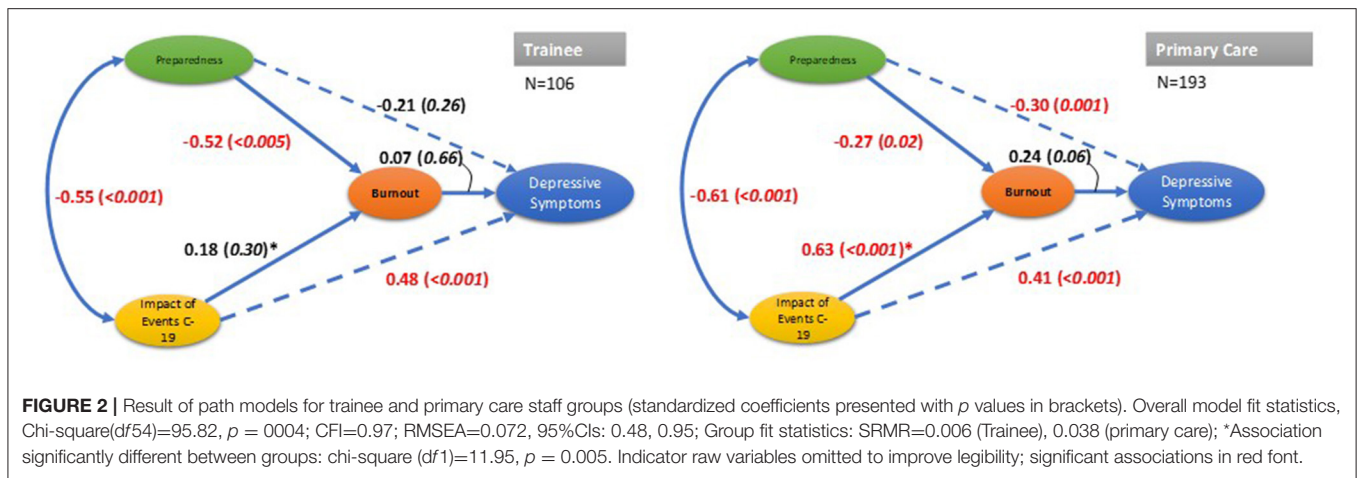 Trainee
N=106
Preparedness
-0.21 (0.26)
-0.52 (<0.005)
0.07 (0.66)
Burnout
Depressive
Symptoms
-0.55 (<0.001)
0.18 (0.30)*
0.48 (<0.001)
Impact of
Events C-
19
Primary Care
N=193
Preparedness
-0.30 (0.001)
-0.27 (0.02)
0.24 (0.06)
Burnout
Depressive
Symptoms
-0.61 (<0.001)
0.63 (<0.001)*
0.41 (<0.001)
Impact of
Events C-
19
FIGURE 2 | Result of path models for trainee and primary care staff groups (standardized coefficients presented with p values in brackets). Overall model fit statistics,
Chi-square(df54)=95.82, p = 0004; CFI=0.97; RMSEA=0.072, 95%CIs: 0.48, 0.95; Group fit statistics: SRMR=0.006 (Trainee), 0.038 (primary care); *Association
significantly different between groups: chi-square (df1)=11.95, p = 0.005. Indicator raw variables omitted to improve legibility; significant associations in red font.